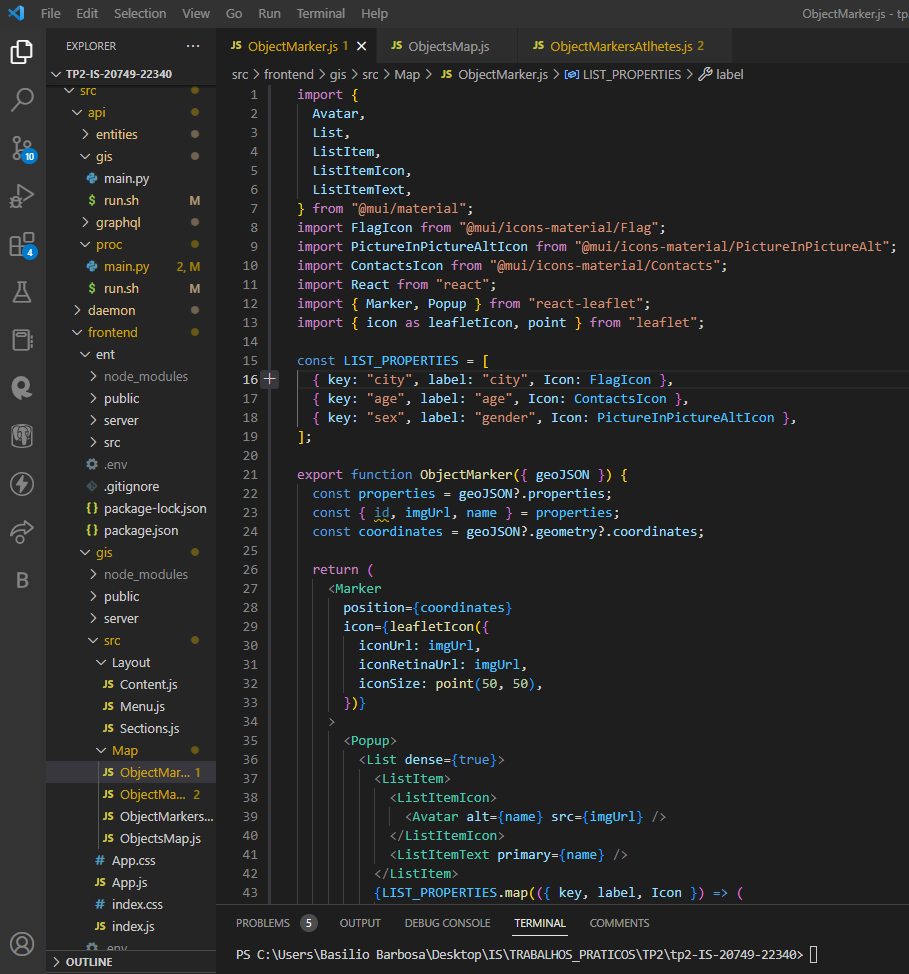 File Edit Selection View Go Run Terminal Help ObjectMarker.js - tp
EXPLORER ...
TP2-IS-20749-22340
src
api
entities
gis
main.py
$ run.sh M
graphql
proc
main.py 2, M
$ run.sh M
daemon
frontend
ent
node_modules
public
server
src
.env
.gitignore
{} package-lock.json
{} package.json
gis
node_modules
public
server
src
Layout
JS Content.js
JS Menu.js
JS Sections.js
Map
JS ObjectMar... 1
JS ObjectMa... 2
JS ObjectMarkers...
JS ObjectsMap.js
# App.css
JS App.js
# index.css
JS index.js
.env
OUTLINE
10
4
B
JS ObjectMarker.js 1 JS ObjectsMap.js JS ObjectMarkersAtlhetes.js 2
src > frontend > gis > src > Map > JS ObjectMarker.js > LIST_PROPERTIES > label
1 import {
2 Avatar,
3 List,
4 ListItem,
5 ListItemIcon,
6 ListItemText,
7 } from "@mui/material";
8 import FlagIcon from "@mui/icons-material/Flag";
9 import PictureInPictureAltIcon from "@mui/icons-material/PictureInPictureAlt";
10 import ContactsIcon from "@mui/icons-material/Contacts";
11 import React from "react";
12 import { Marker, Popup } from "react-leaflet";
13 import { icon as leafletIcon, point } from "leaflet";
14
15 const LIST_PROPERTIES = [
16 { key: "city", label: "city", Icon: FlagIcon },
17 { key: "age", label: "age", Icon: ContactsIcon },
18 { key: "sex", label: "gender", Icon: PictureInPictureAltIcon },
19 ];
20
21 export function ObjectMarker({ geoJSON }) {
22 const properties = geoJSON?.properties;
23 const { id, imgUrl, name } = properties;
24 const coordinates = geoJSON?.geometry?.coordinates;
25
26 return (
27 <Marker
28 position={coordinates}
29 icon={leafletIcon({
30 iconUrl: imgUrl,
31 iconRetinaUrl: imgUrl,
32 iconSize: point(50, 50),
33 })}
34 >
35 <Popup>
36 <List dense={true}>
37 <ListItem>
38 <ListItemIcon>
39 <Avatar alt={name} src={imgUrl} />
40 </ListItemIcon>
41 <ListItemText primary={name} />
42 </ListItem>
43 {LIST_PROPERTIES.map(({ key, label, Icon }) => (
PROBLEMS 5 OUTPUT DEBUG CONSOLE TERMINAL COMMENTS
PS C:\Users\Basilio Barbosa\Desktop\IS\TRABALHOS_PRATICOS\TP2\tp2-IS-20749-22340>